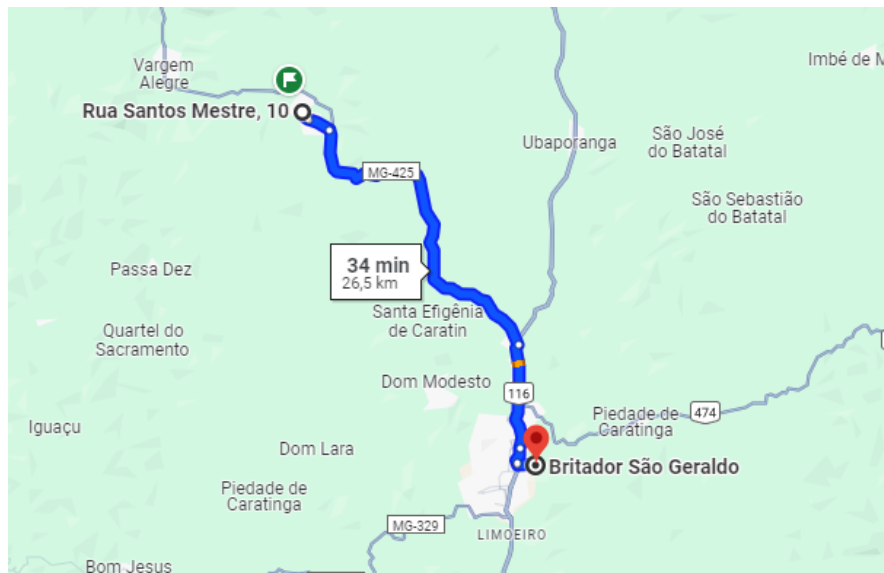 Imbé de M
Vargem
Alegre
Rua Santos Mestre, 10
Ubaporanga
São José
do Batatal
MG-425
São Sebastião
do Batatal
34 min
26,5 km
Passa Dez
Santa Efigênia
de Caratin
Quartel do
Sacramento
Dom Modesto
116
Piedade de
Caratinga
474
Iguaçu
Dom Lara
Britador São Geraldo
Piedade de
Caratinga
MG-329
LIMOEIRO
Bom Jesus